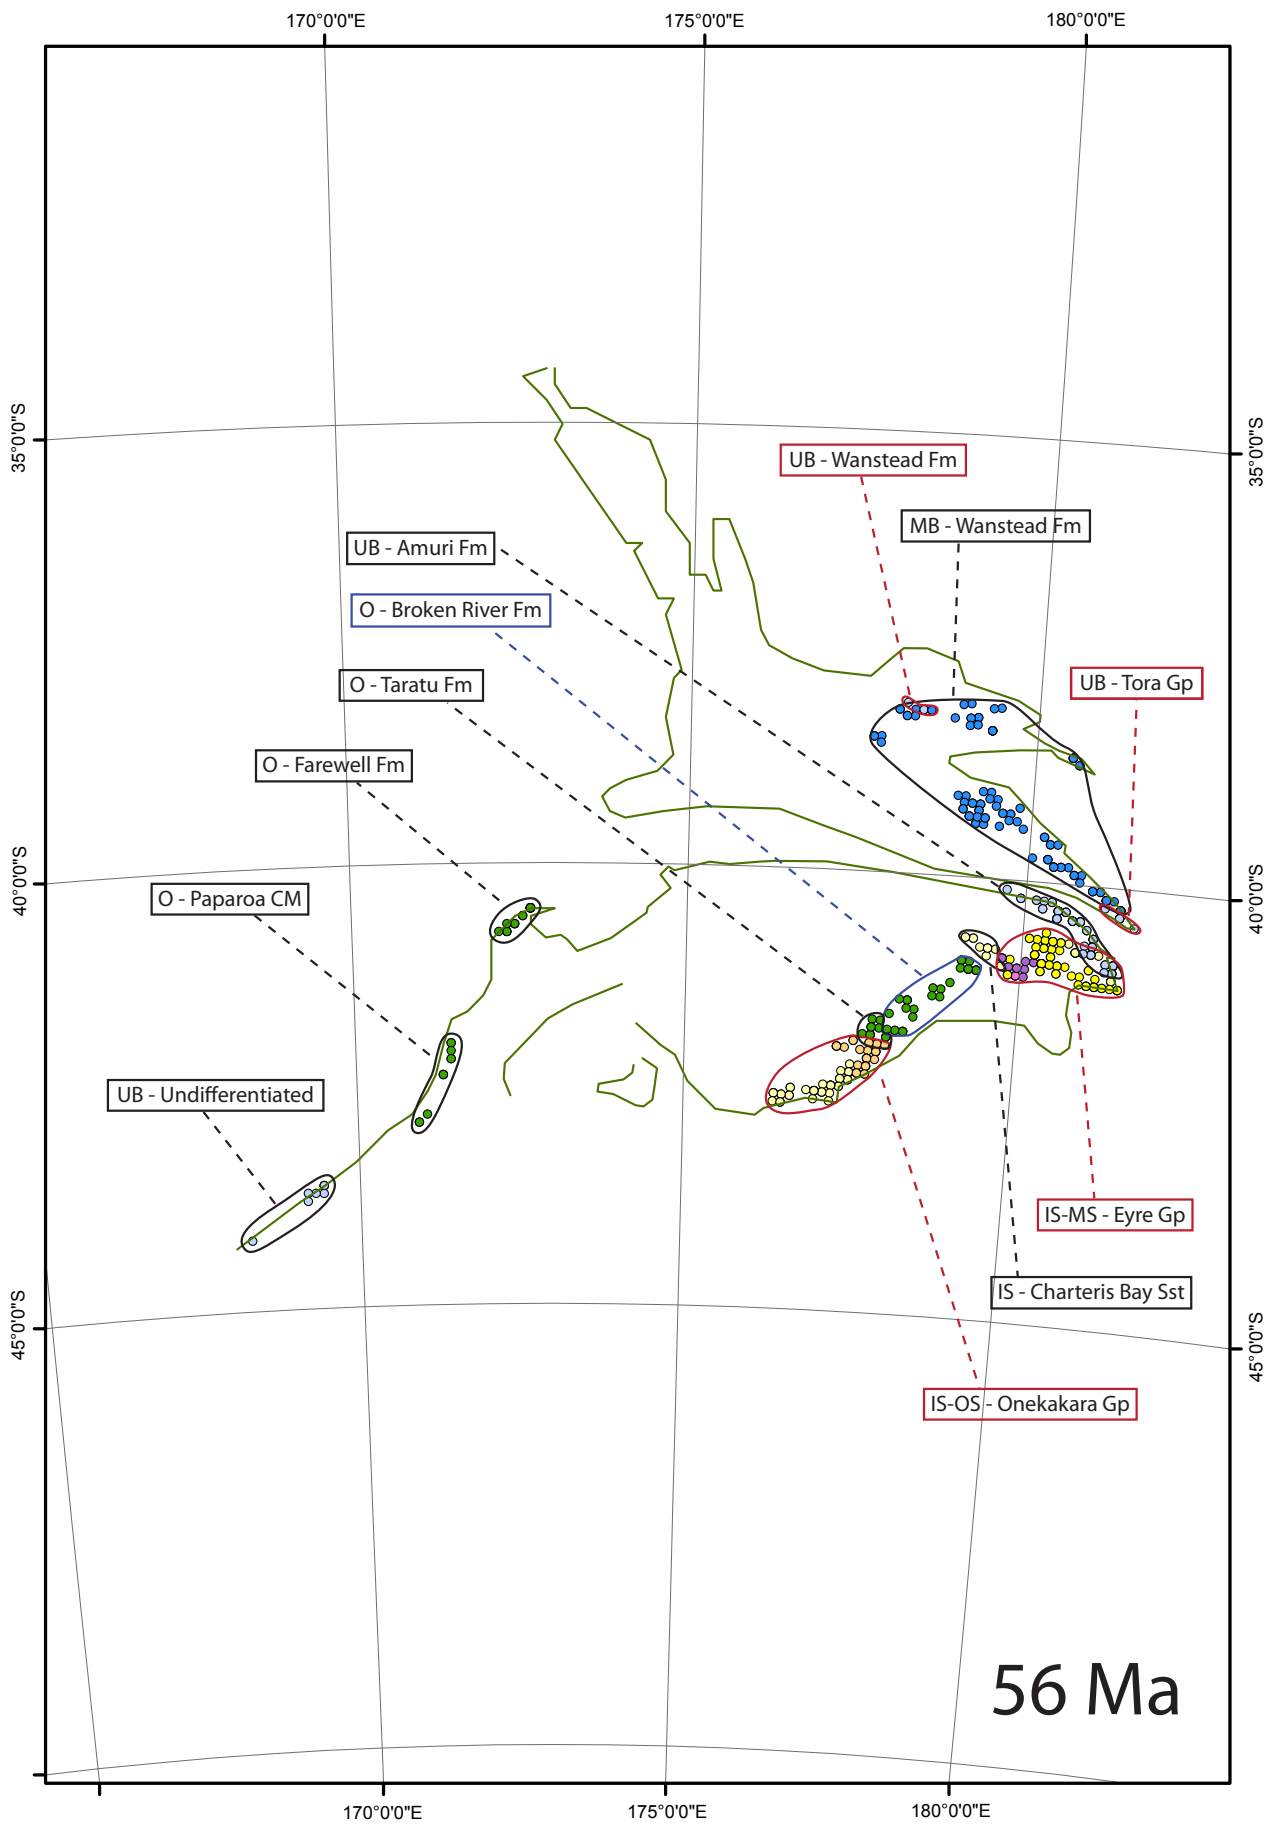 170°0'0"E
175°0'0"E
180°0'0"E
35°0'0"S
35°0'0"S
UB - Wanstead Fm
MB - Wanstead Fm
UB - Amuri Fm
O - Broken River Fm
O - Taratu Fm
UB - Tora Gp
O - Farewell Fm
40°0'0"S
40°0'0"S
O - Paparoa CM
UB - Undifferentiated
IS-MS - Eyre Gp
IS - Charteris Bay Sst
45°0'0"S
45°0'0"S
IS-OS - Onekakara Gp
56 Ma
170°0'0"E
175°0'0"E
180°0'0"E